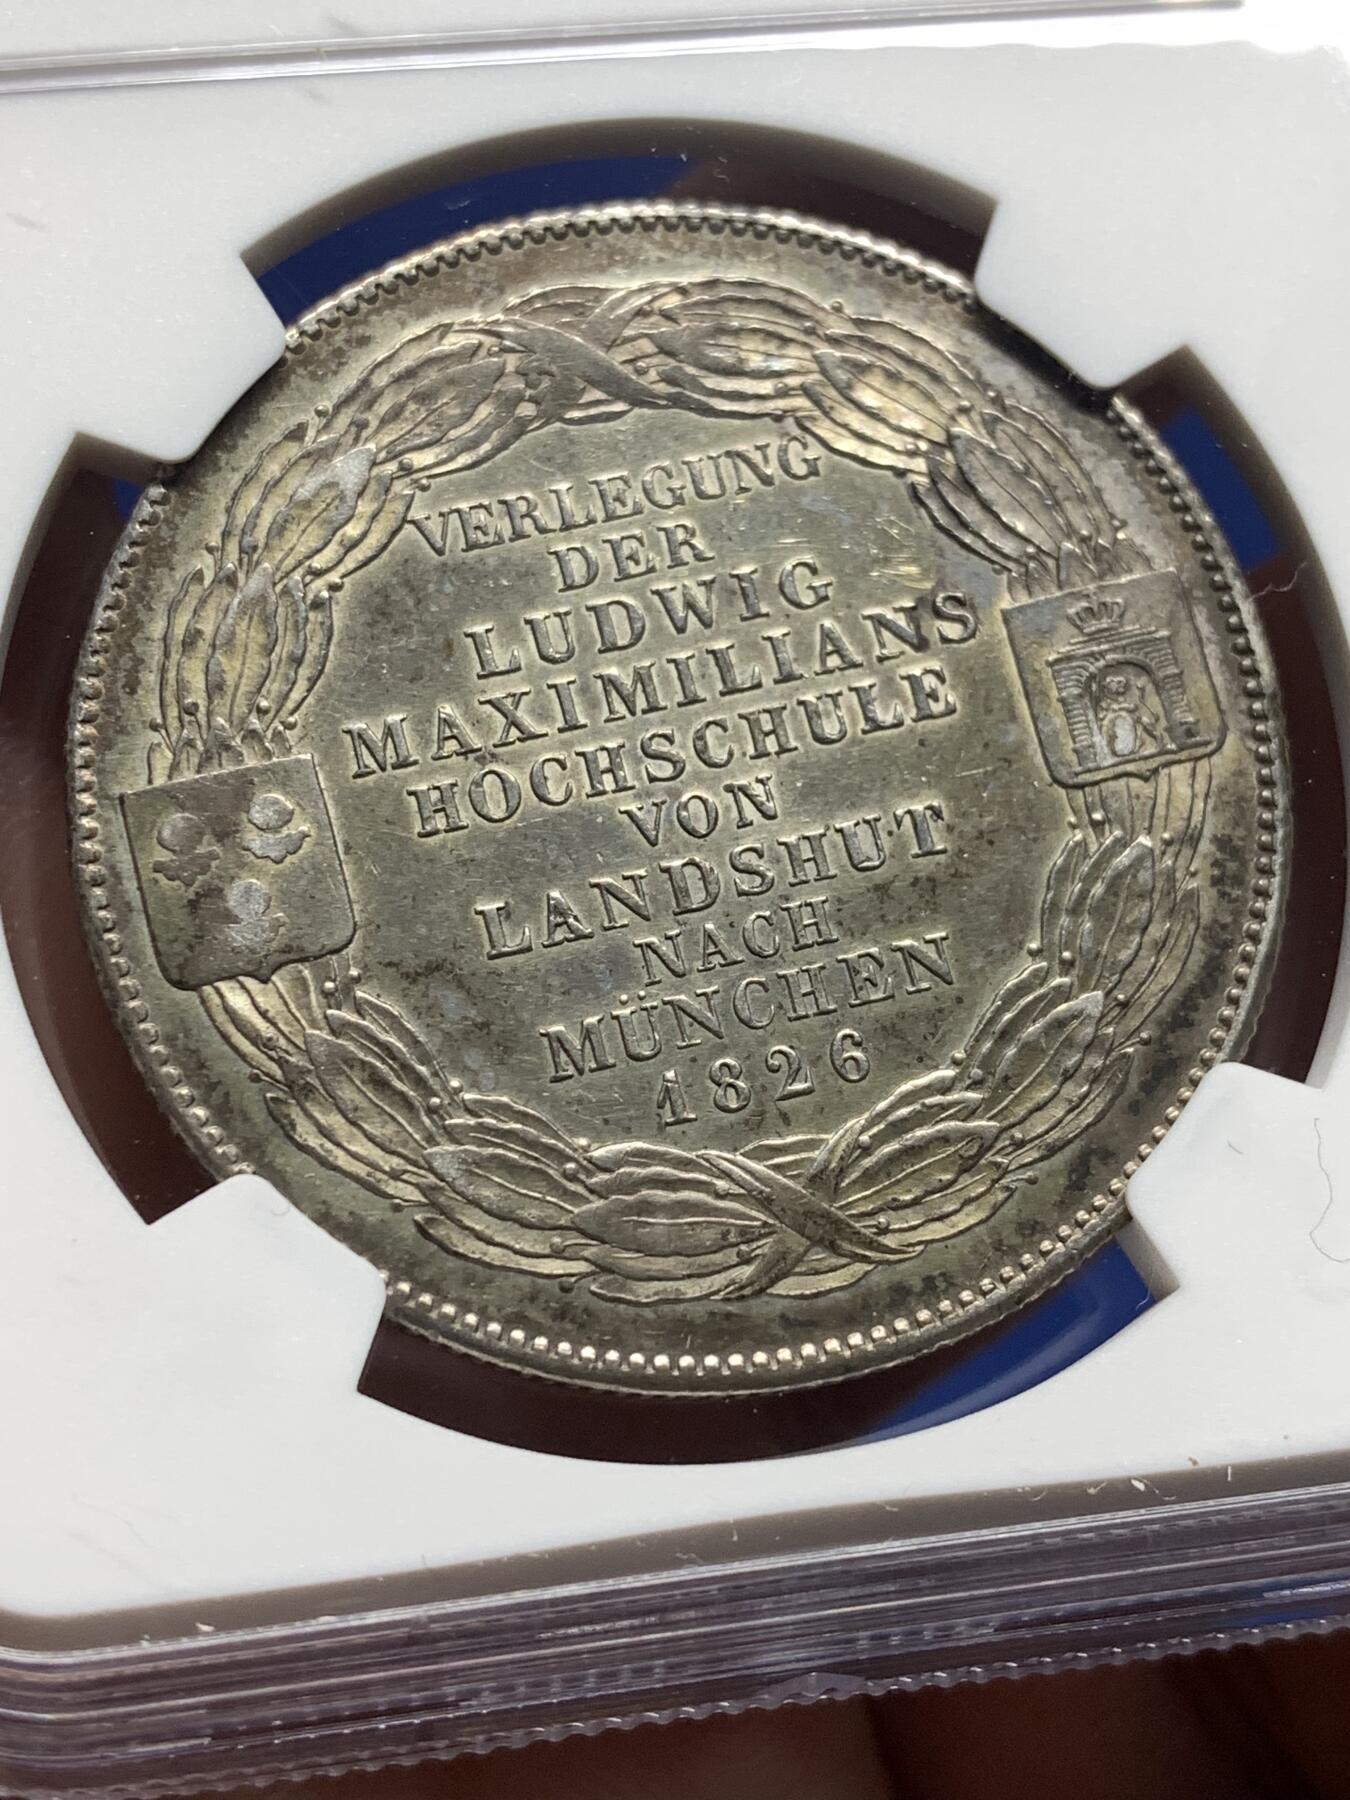 VERLEGUNG
DER
LUDWIG
MAXIMILIANS
HOCHSCHULE
VON
LANDSHUT
NACH
MÜNCHEN
1826